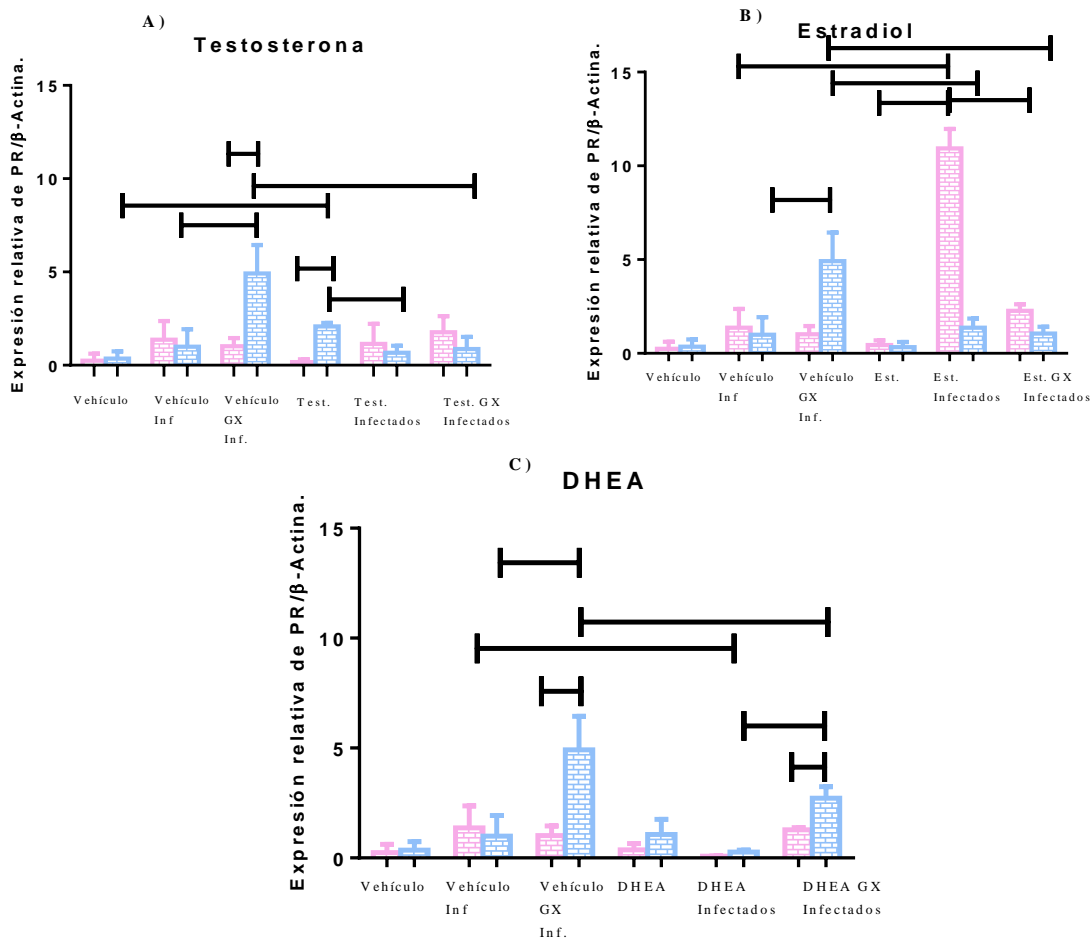 A)
Testosterona
Expresión relativa de PR/β-Actina.
15
10
5
0
Vehículo
Vehículo
Inf
Vehículo
GX
Inf.
Test.
Test.
Infectados
Test. GX
Infectados
B)
Estradiol
Expresión relativa de PR/β-Actina.
15
10
5
0
Vehículo
Vehículo
Inf
Vehículo
GX
Inf.
Est.
Est.
Infectados
Est. GX
Infectados
C)
DHEA
Expresión relativa de PR/β-Actina.
15
10
5
0
Vehículo
Vehículo
Inf
Vehículo
GX
Inf.
DHEA
DHEA
Infectados
DHEA GX
Infectados